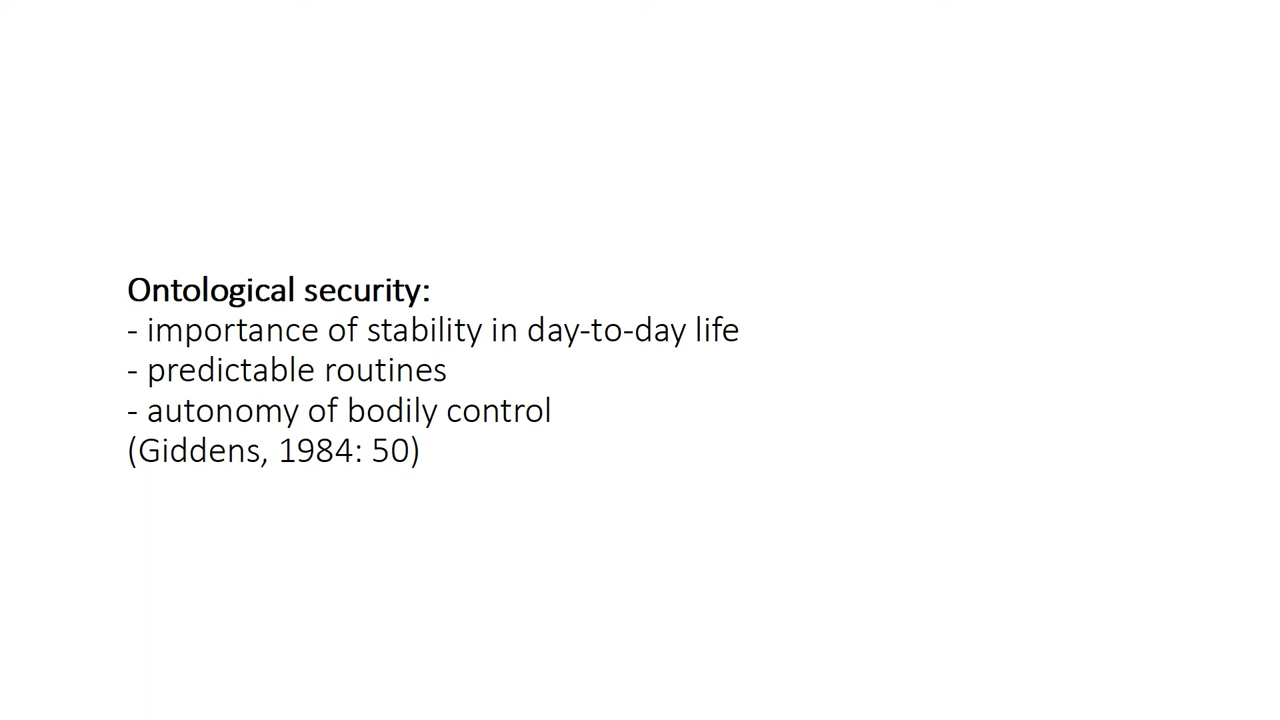 Ontological security:
- importance of stability in day-to-day life
- predictable routines
- autonomy of bodily control
(Giddens, 1984: 50)